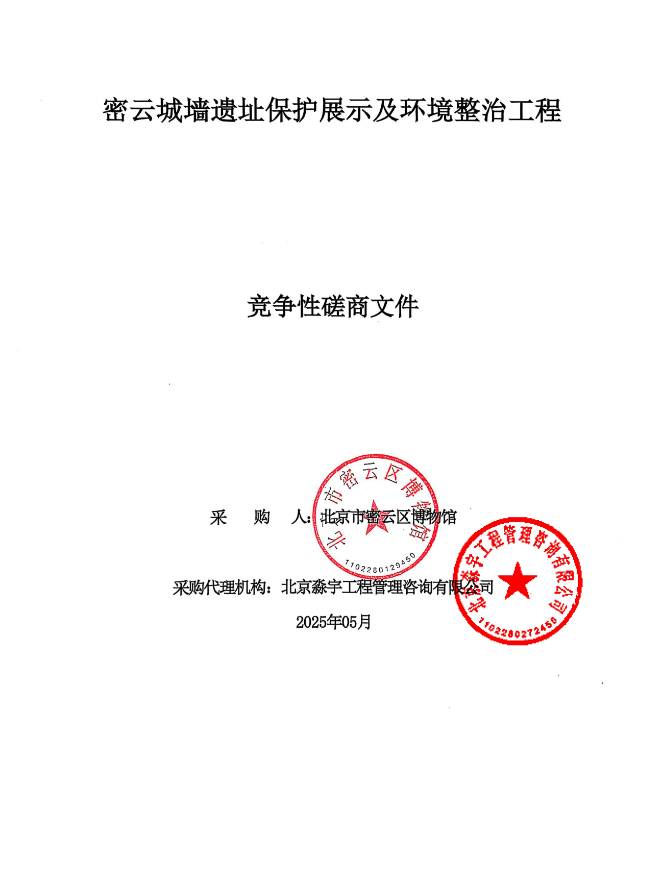 密云城墙遗址保护展示及环境整治工程
竞争性磋商文件
采 购 人：北京市密云区博物馆
采购代理机构：北京淼宇工程管理咨询有限公司
2025年05月
北京市密云区博物馆
1102280129450
北京淼宇工程管理咨询有限公司
1102280272456